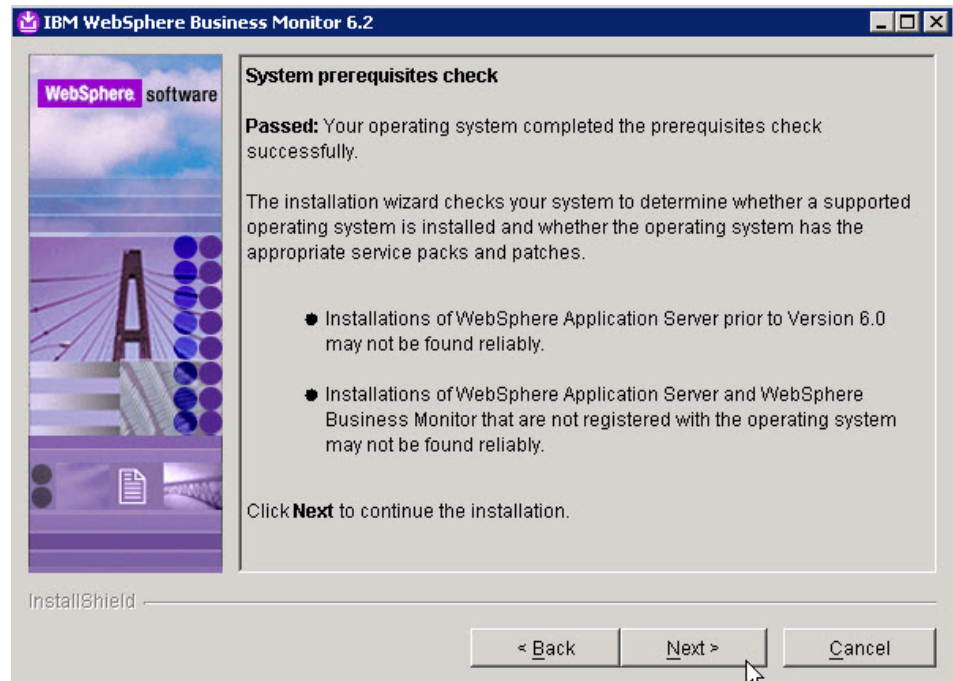 IBM WebSphere Business Monitor 6.2
WebSphere. software
System prerequisites check
Passed: Your operating system completed the prerequisites check
successfully.
The installation wizard checks your system to determine whether a supported
operating system is installed and whether the operating system has the
appropriate service packs and patches.
Installations of WebSphere Application Server prior to Version 6.0
may not be found reliably.
Installations of WebSphere Application Server and WebSphere
Business Monitor that are not registered with the operating system
may not be found reliably.
Click Next to continue the installation.
InstallShield
< Back
Next >
Cancel